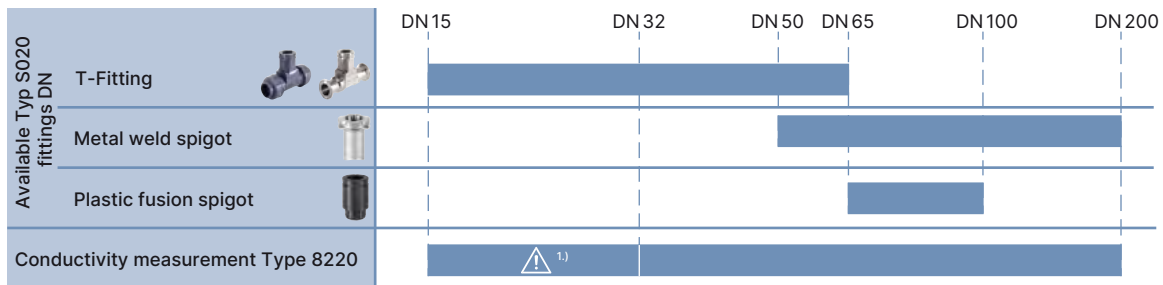 DN 15 DN 32 DN 50 DN 65 DN 100 DN 200
Available Typ S020
fittings DN
T-Fitting
Metal weld spigot
Plastic fusion spigot
Conductivity measurement Type 8220 1.)